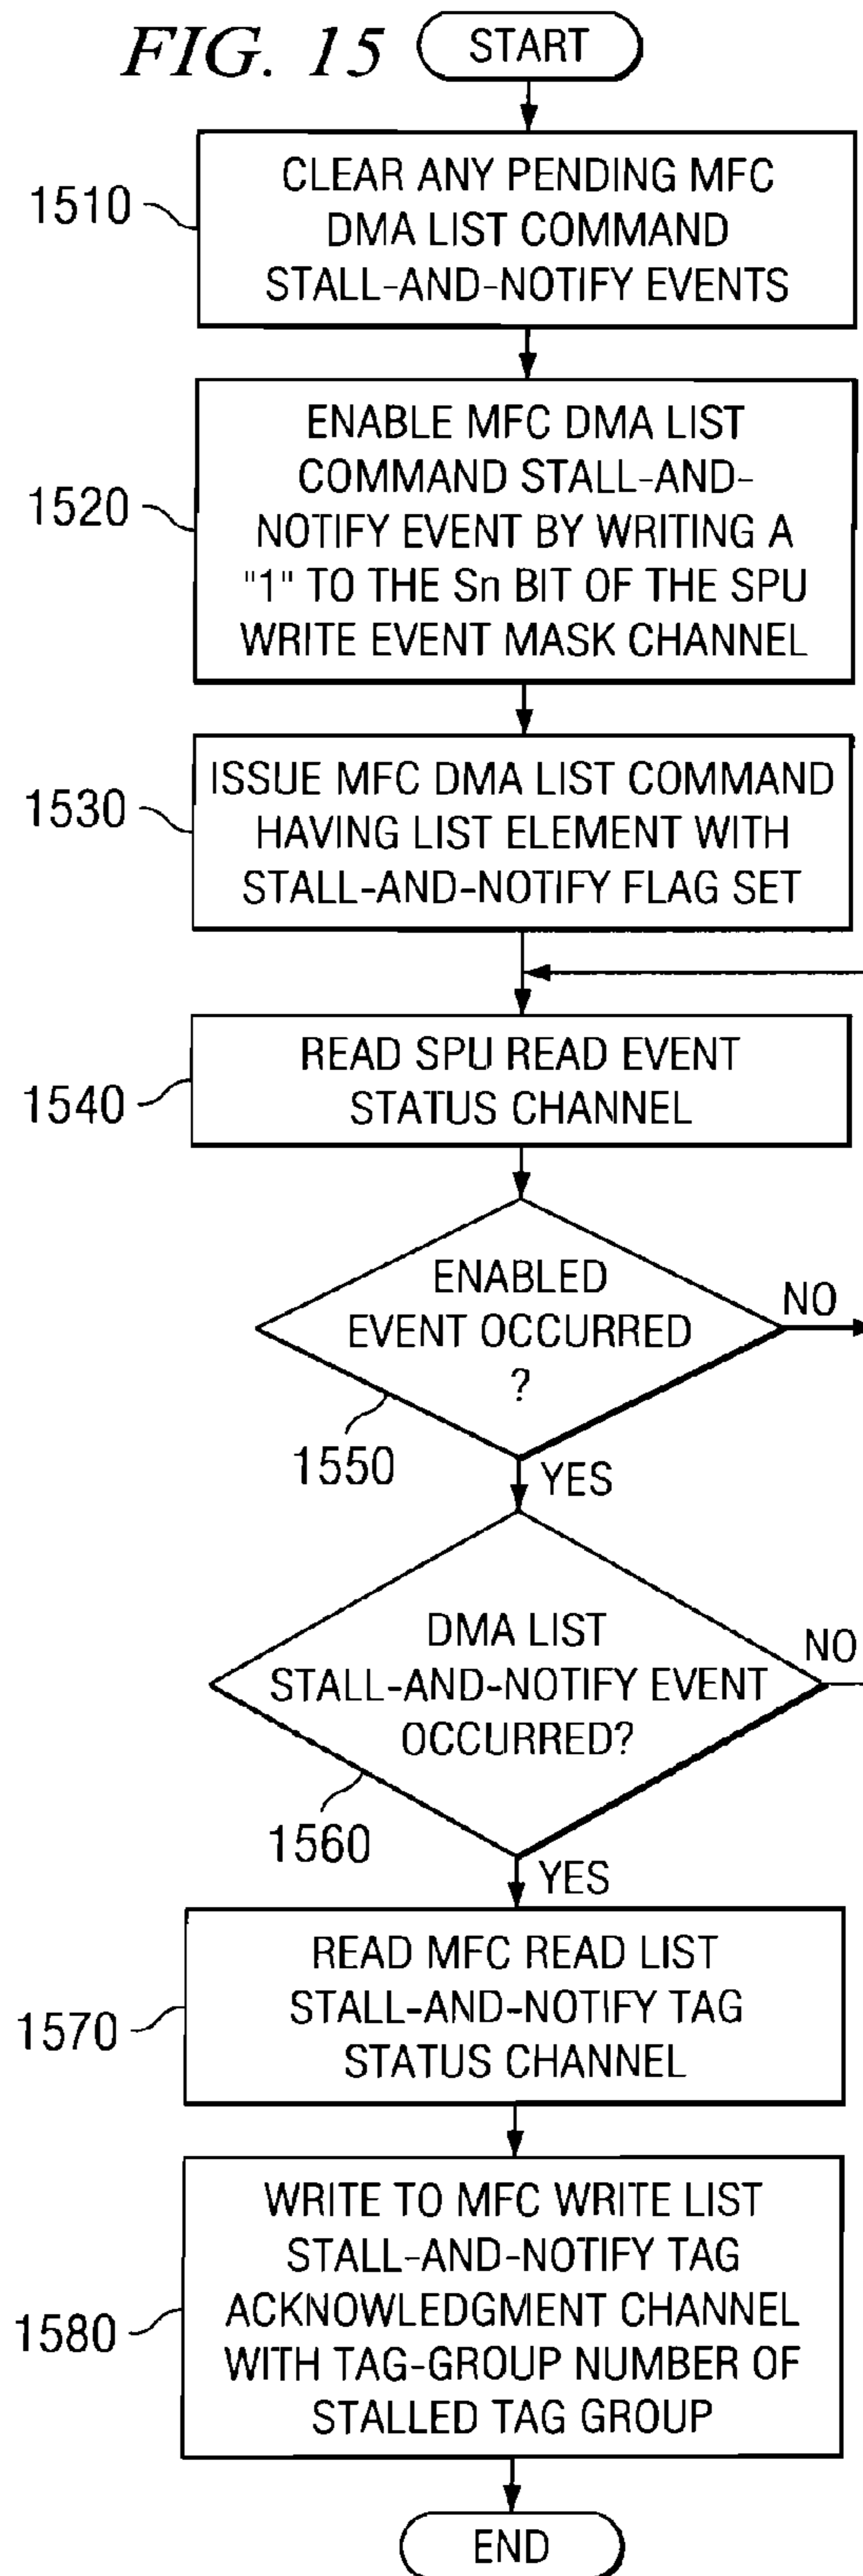 FIG. 15
START
1510
CLEAR ANY PENDING MFC
DMA LIST COMMAND
STALL-AND-NOTIFY EVENTS
1520
ENABLE MFC DMA LIST
COMMAND STALL-AND-
NOTIFY EVENT BY WRITING A
"1" TO THE Sn BIT OF THE SPU
WRITE EVENT MASK CHANNEL
1530
ISSUE MFC DMA LIST COMMAND
HAVING LIST ELEMENT WITH
STALL-AND-NOTIFY FLAG SET
1540
READ SPU READ EVENT
STATUS CHANNEL
ENABLED
EVENT OCCURRED
?
NO
1550
YES
DMA LIST
STALL-AND-NOTIFY EVENT
OCCURRED?
NO
1560
YES
1570
READ MFC READ LIST
STALL-AND-NOTIFY TAG
STATUS CHANNEL
1580
WRITE TO MFC WRITE LIST
STALL-AND-NOTIFY TAG
ACKNOWLEDGMENT CHANNEL
WITH TAG-GROUP NUMBER OF
STALLED TAG GROUP
END